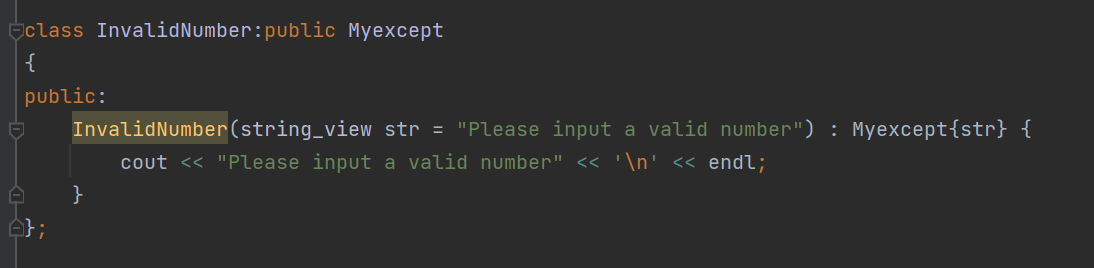 class InvalidNumber:public Myexcept
{
public:
    InvalidNumber(string_view str = "Please input a valid number") : Myexcept{str} {
        cout << "Please input a valid number" << '\n' << endl;
    }
};